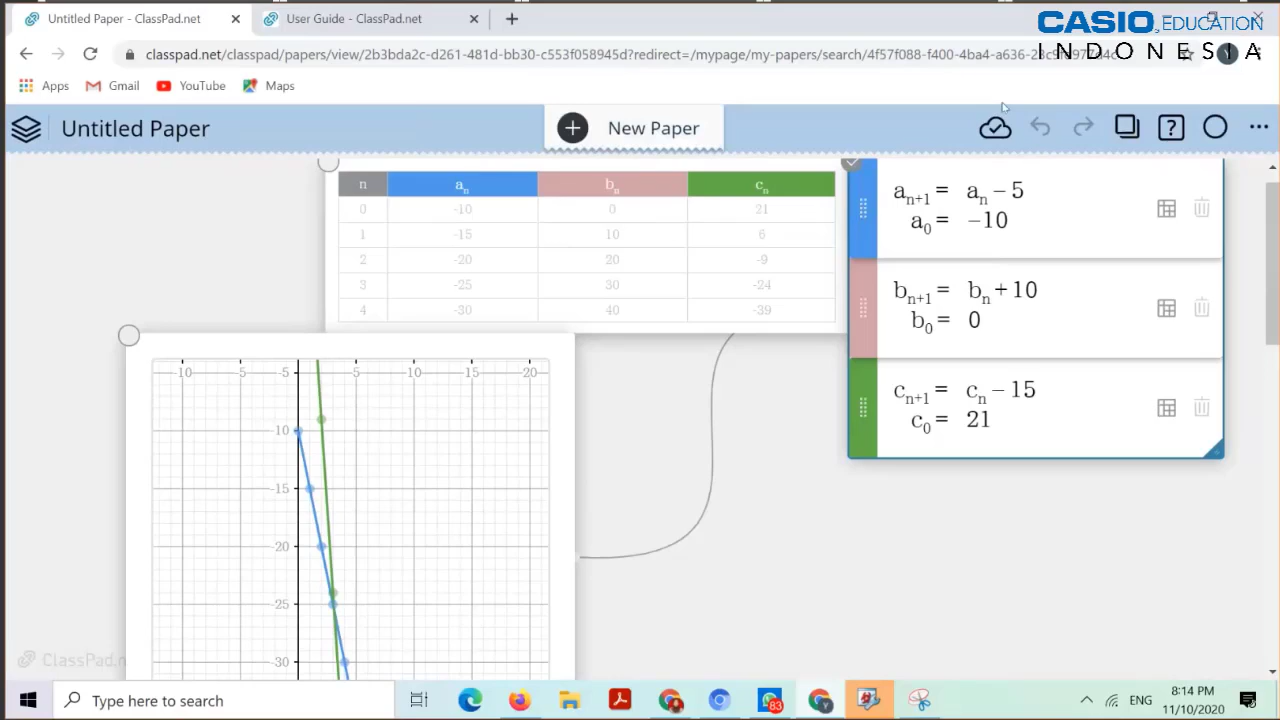 Untitled Paper - ClassPad.net
User Guide - ClassPad.net
CASIO EDUCATION
INDONESIA
classpad.net/classpad/papers/view/2b3bda2c-d261-481d-bb30-c553f058945d?redirect=/mypage/my-papers/search/4f57f088-f400-4ba4-a636-
Apps
Gmail
YouTube
Maps
Untitled Paper
New Paper
?
n aₙ bₙ cₙ
0 -10 0 21
1 -15 10 6
2 -20 20 -9
3 -25 30 -24
4 -30 40 -39
aₙ₊₁ = aₙ − 5
a₀ = −10
bₙ₊₁ = bₙ + 10
b₀ = 0
cₙ₊₁ = cₙ − 15
c₀ = 21
-10 -5 -5 5 10 15 20
-10
-15
-20
-25
-30
ClassPad.n
Type here to search
83
ENG
8:14 PM
11/10/2020